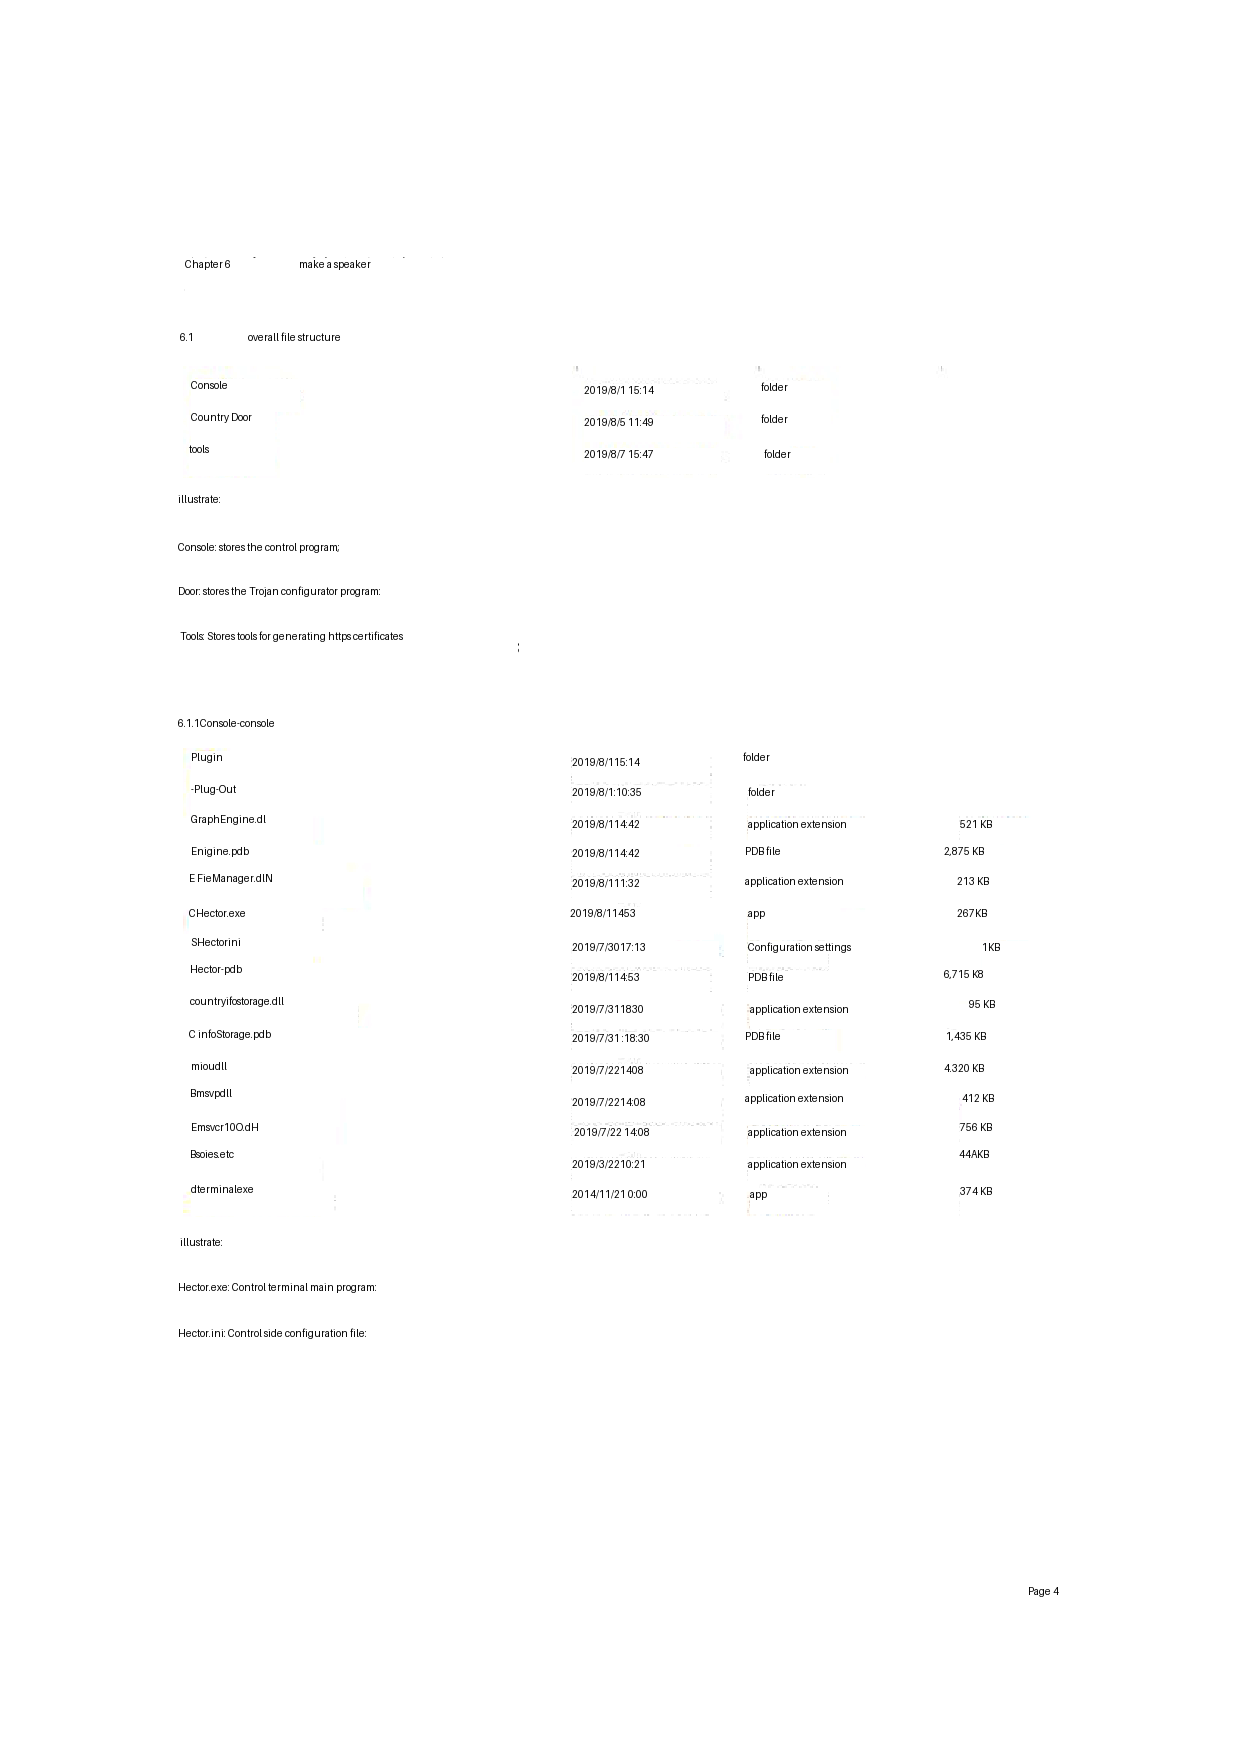 Chapter 6 make a speaker
6.1 overall file structure
Console 2019/8/1 15:14 folder
Country Door 2019/8/5 11:49 folder
tools 2019/8/7 15:47 folder
illustrate:
Console: stores the control program;
Door: stores the Trojan configurator program:
Tools: Stores tools for generating https certificates
;
6.1.1Console-console
Plugin 2019/8/115:14 folder
-Plug-Out 2019/8/1:10:35 folder
GraphEngine.dl 2019/8/114:42 application extension 521 KB
Enigine.pdb 2019/8/114:42 PDB file 2,875 KB
E FieManager.dlN 2019/8/111:32 application extension 213 KB
CHector.exe 2019/8/11453 app 267KB
SHectorini 2019/7/3017:13 Configuration settings 1KB
Hector-pdb 2019/8/114:53 PDB file 6,715 K8
countryifostorage.dll 2019/7/311830 application extension 95 KB
C infoStorage.pdb 2019/7/31:18:30 PDB file 1,435 KB
mioudll 2019/7/221408 application extension 4.320 KB
Bmsvpdll 2019/7/2214:08 application extension 412 KB
Emsvcr10O.dH 2019/7/22 14:08 application extension 756 KB
Bsoies.etc 2019/3/2210:21 application extension 44AKB
dterminalexe 2014/11/21 0:00 app 374 KB
illustrate:
Hector.exe: Control terminal main program:
Hector.ini: Control side configuration file:
Page 4